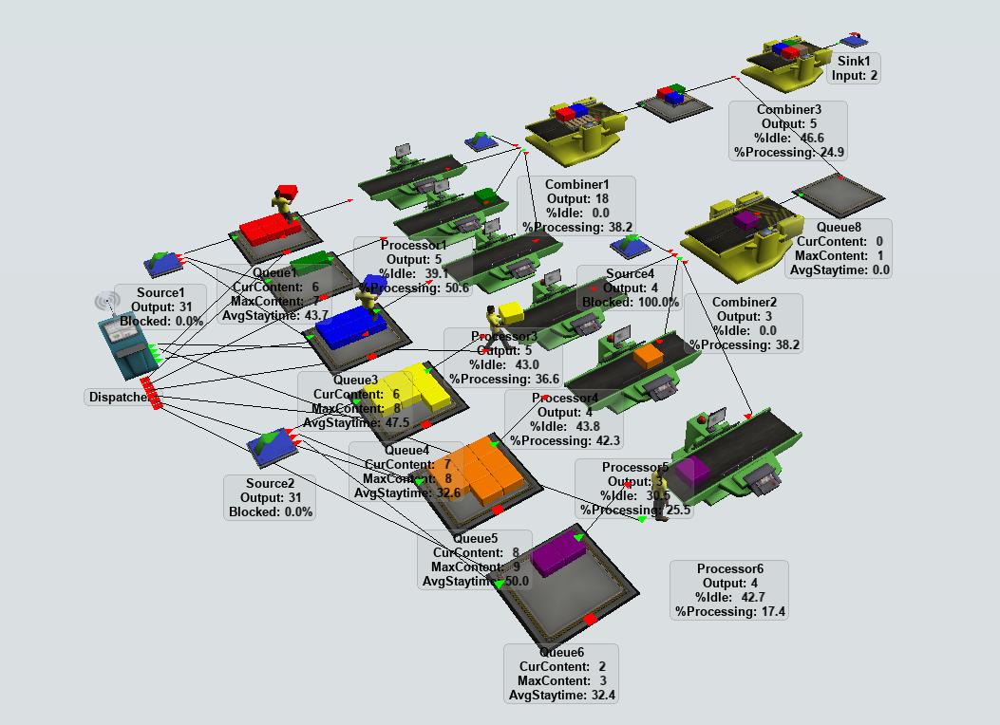 Sink1
Input: 2
Combiner3
Output: 5
%Idle: 46.6
%Processing: 24.9
Combiner1
Output: 18
%Idle: 0.0
%Processing: 38.2
Queue8
CurContent: 0
MaxContent: 1
AvgStaytime: 0.0
Processor1
Output: 5
%Idle: 39.1
%Processing: 50.6
Queue1
CurContent: 6
MaxContent: 7
AvgStaytime: 43.7
Source4
Output: 4
Blocked: 100.0%
Source1
Output: 31
Blocked: 0.0%
Combiner2
Output: 3
%Idle: 0.0
%Processing: 38.2
Processor3
Output: 5
%Idle: 43.0
%Processing: 36.6
Dispatcher
Queue3
CurContent: 6
MaxContent: 8
AvgStaytime: 47.5
Processor4
Output: 4
%Idle: 43.8
%Processing: 42.3
Queue4
CurContent: 7
MaxContent: 8
AvgStaytime: 32.6
Processor5
Output: 3
%Idle: 30.5
%Processing: 25.5
Source2
Output: 31
Blocked: 0.0%
Queue5
CurContent: 8
MaxContent: 9
AvgStaytime: 50.0
Processor6
Output: 4
%Idle: 42.7
%Processing: 17.4
Queue6
CurContent: 2
MaxContent: 3
AvgStaytime: 32.4